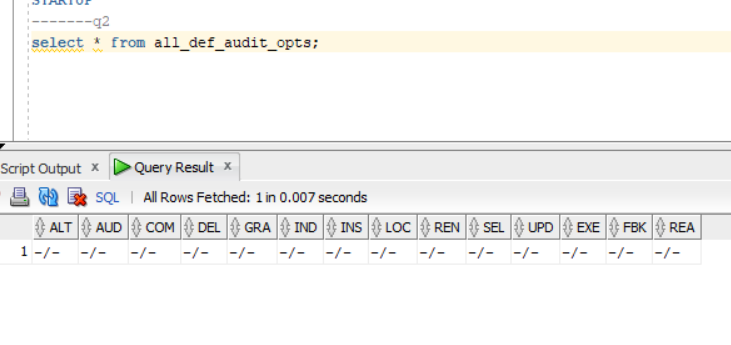 STARTUP
-------q2
select * from all_def_audit_opts;
Script Output x Query Result x
SQL | All Rows Fetched: 1 in 0.007 seconds
ALT AUD COM DEL GRA IND INS LOC REN SEL UPD EXE FBK REA
1 -/- -/- -/- -/- -/- -/- -/- -/- -/- -/- -/- -/- -/- -/-